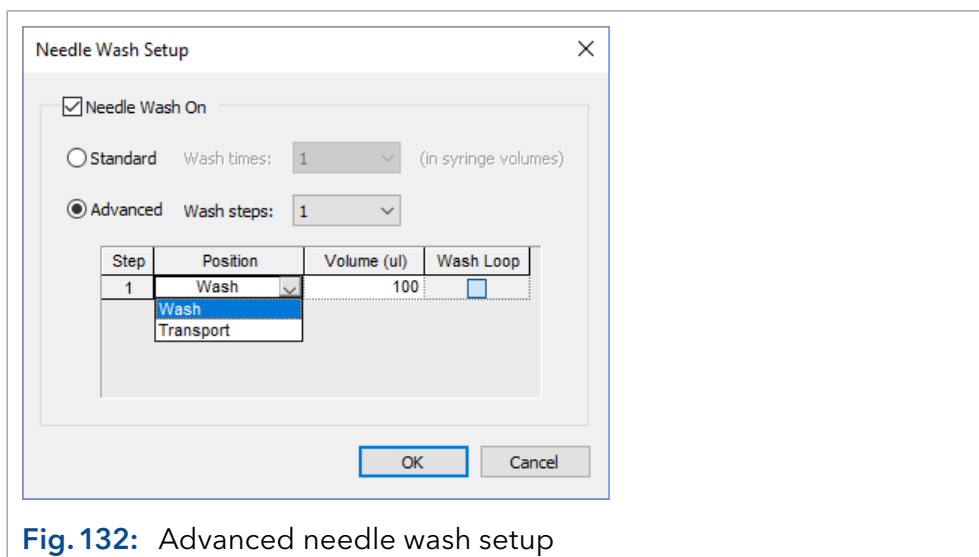 Needle Wash Setup
Needle Wash On
Standard Wash times: 1 (in syringe volumes)
Advanced Wash steps: 1
Step Position Volume (ul) Wash Loop
1 Wash 100
Wash
Transport
OK Cancel
Fig. 132: Advanced needle wash setup